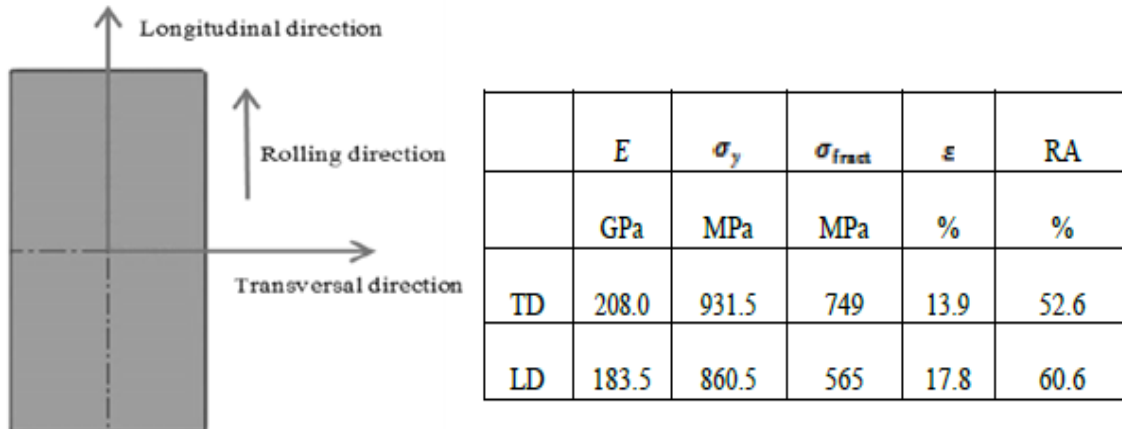 Longitudinal direction
Rolling direction
Transversal direction
E σy σfract ε RA
GPa MPa MPa % %
TD 208.0 931.5 749 13.9 52.6
LD 183.5 860.5 565 17.8 60.6